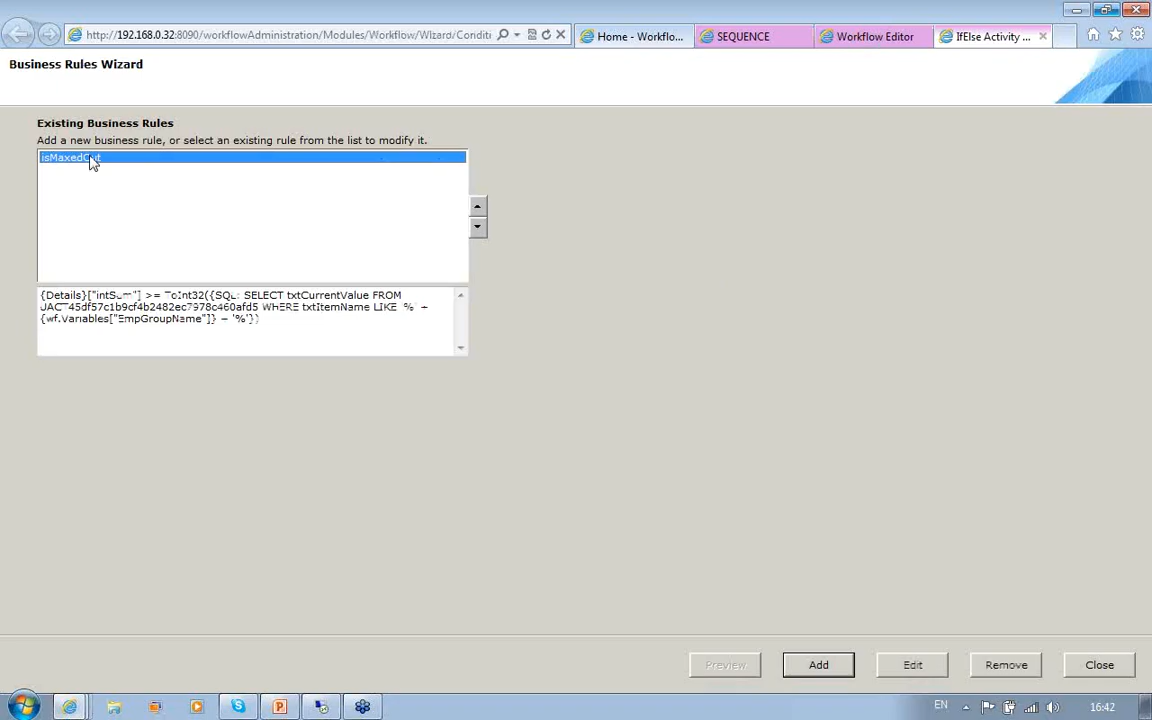 http://192.168.0.32:8090/workflowAdministration/Modules/Workflow/Wizard/Conditi
Home - Workflo...
SEQUENCE
Workflow Editor
IfElse Activity ...
Business Rules Wizard
Existing Business Rules
Add a new business rule, or select an existing rule from the list to modify it.
isMaxedOut
{Details}["intSum"] >= ToInt32({SQL: SELECT txtCurrentValue FROM
WHERE txtItemName LIKE
{wf.Variables["EmpGroupName"]}
Preview
Add
Edit
Remove
Close
EN
16:42